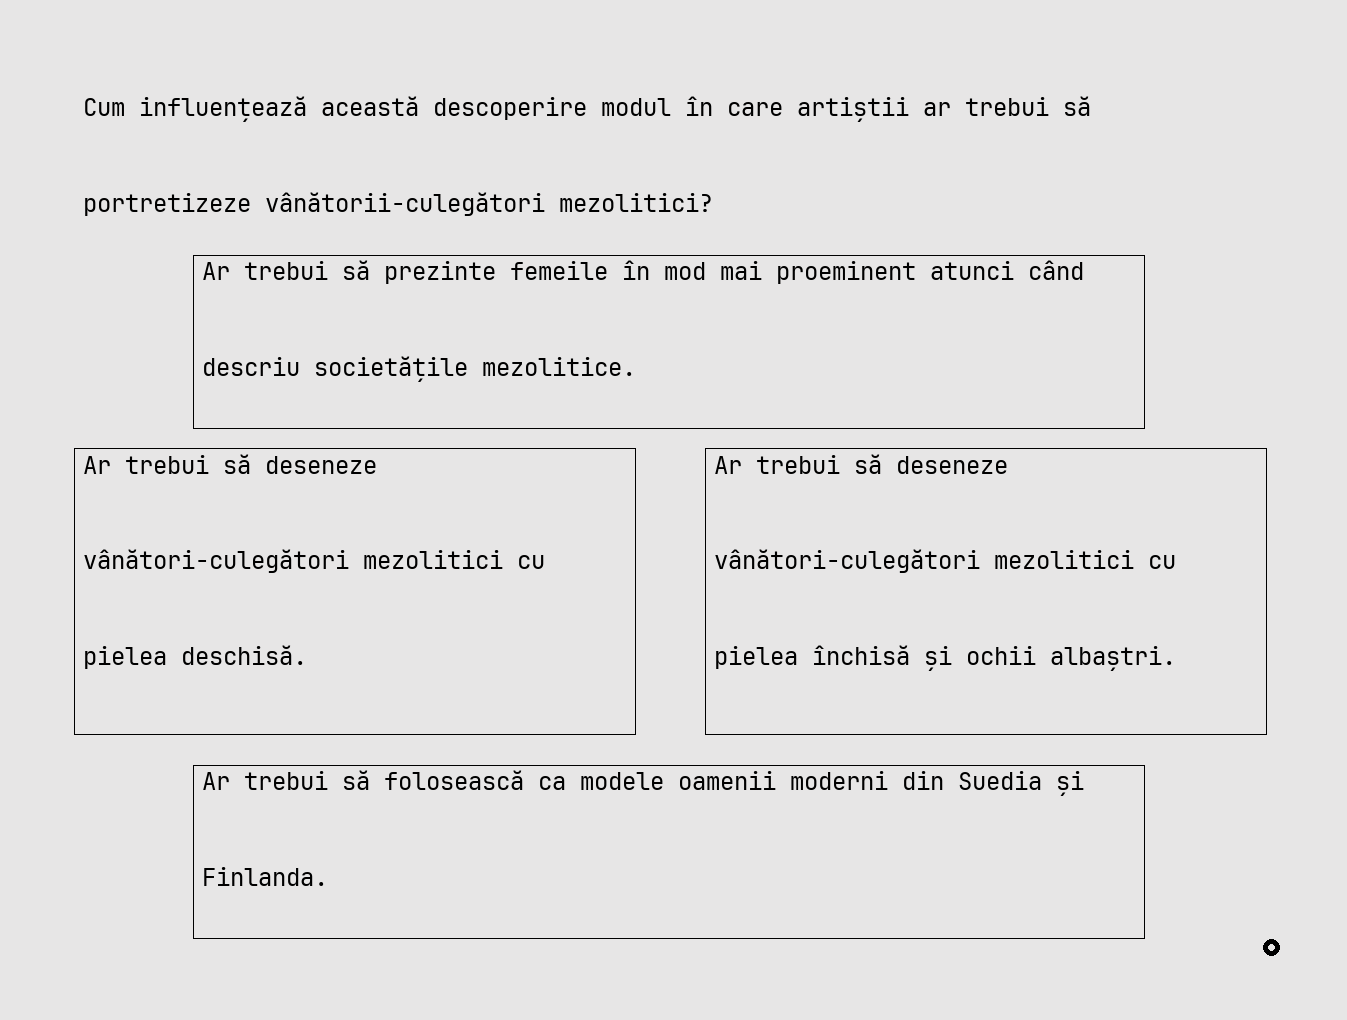 Cum influențează această descoperire modul în care artiștii ar trebui să
portretizeze vânătorii-culegători mezolitici?
Ar trebui să prezinte femeile în mod mai proeminent atunci când
descriu societățile mezolitice.
Ar trebui să deseneze
vânători-culegători mezolitici cu
pielea deschisă.
Ar trebui să deseneze
vânători-culegători mezolitici cu
pielea închisă și ochii albaștri.
Ar trebui să folosească ca modele oamenii moderni din Suedia și
Finlanda.